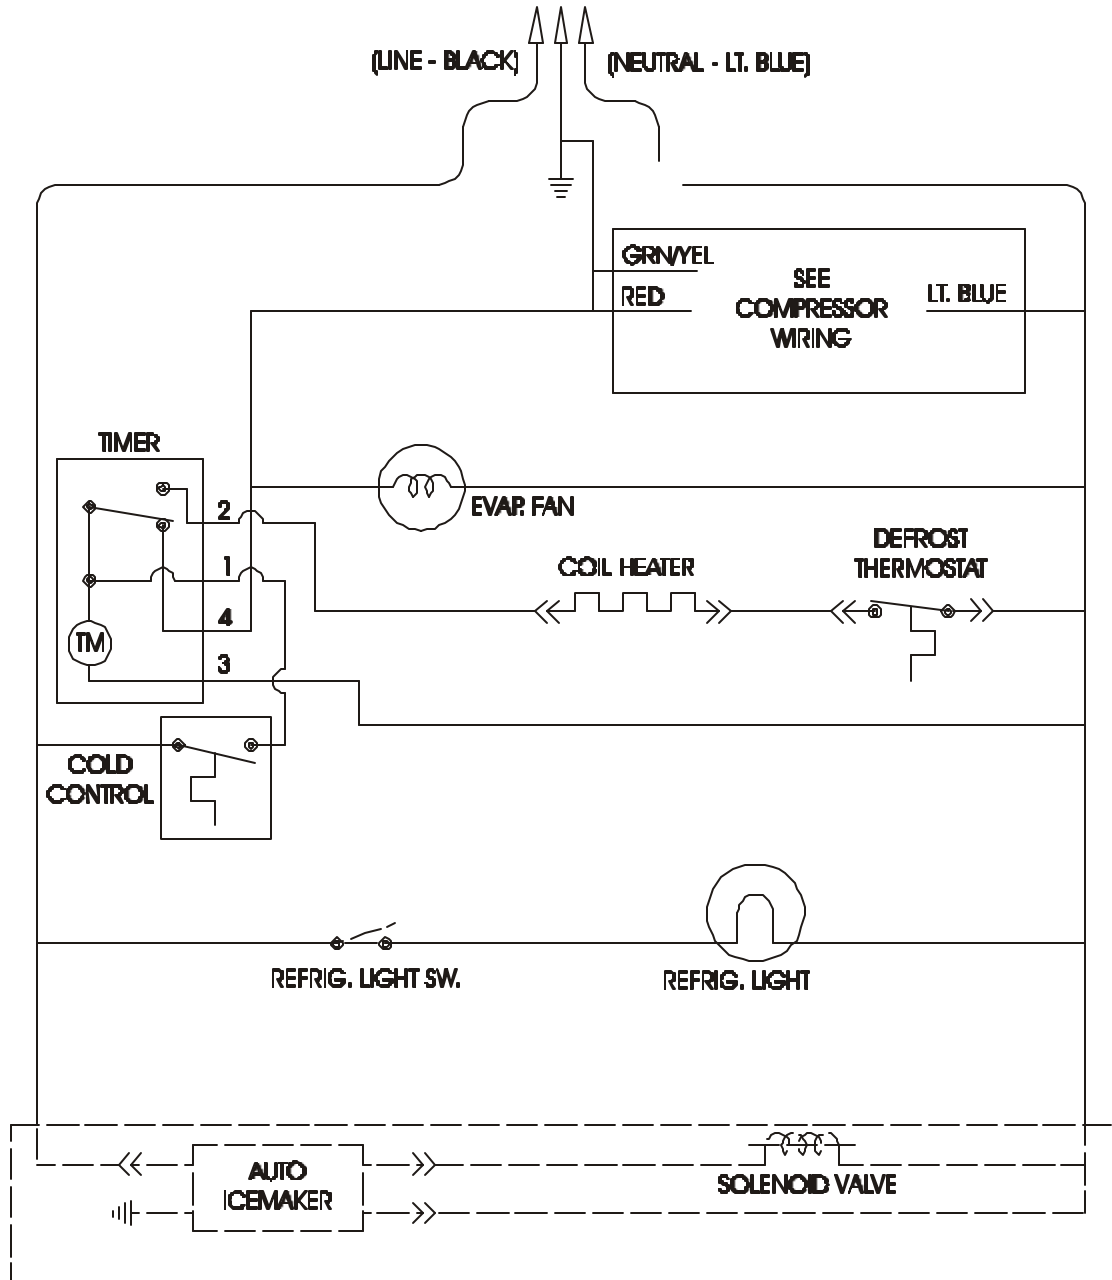 (LINE - BLACK)
(NEUTRAL - LT. BLUE)
GRN/YEL
RED
SEE
COMPRESSOR
WIRING
LT. BLUE
TIMER
2
1
4
3
TM
EVAP. FAN
COIL HEATER
DEFROST
THERMOSTAT
COLD
CONTROL
REFRIG. LIGHT SW.
REFRIG. LIGHT
AUTO
ICEMAKER
SOLENOID VALVE